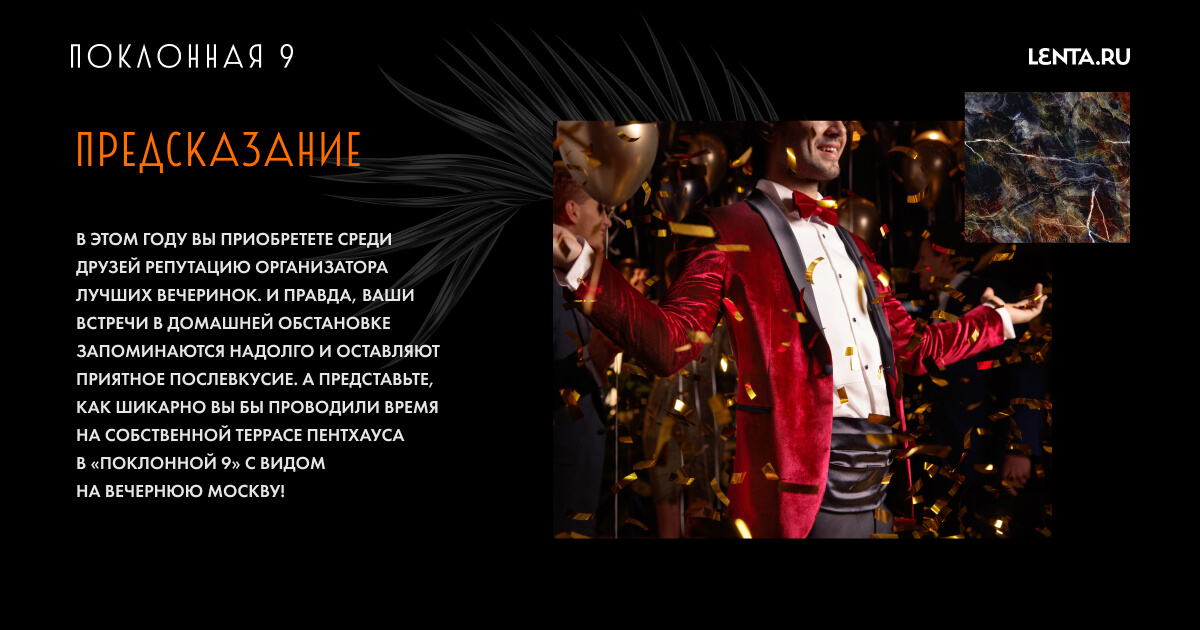 ПОКЛОННАЯ 9
LENTA.RU
ПРЕДСКАЗАНИЕ
В ЭТОМ ГОДУ ВЫ ПРИОБРЕТЕТЕ СРЕДИ
ДРУЗЕЙ РЕПУТАЦИЮ ОРГАНИЗАТОРА
ЛУЧШИХ ВЕЧЕРИНОК. И ПРАВДА, ВАШИ
ВСТРЕЧИ В ДОМАШНЕЙ ОБСТАНОВКЕ
ЗАПОМИНАЮТСЯ НАДОЛГО И ОСТАВЛЯЮТ
ПРИЯТНОЕ ПОСЛЕВКУСИЕ. А ПРЕДСТАВЬТЕ,
КАК ШИКАРНО ВЫ БЫ ПРОВОДИЛИ ВРЕМЯ
НА СОБСТВЕННОЙ ТЕРРАСЕ ПЕНТХАУСА
В «ПОКЛОННОЙ 9» С ВИДОМ
НА ВЕЧЕРНЮЮ МОСКВУ!